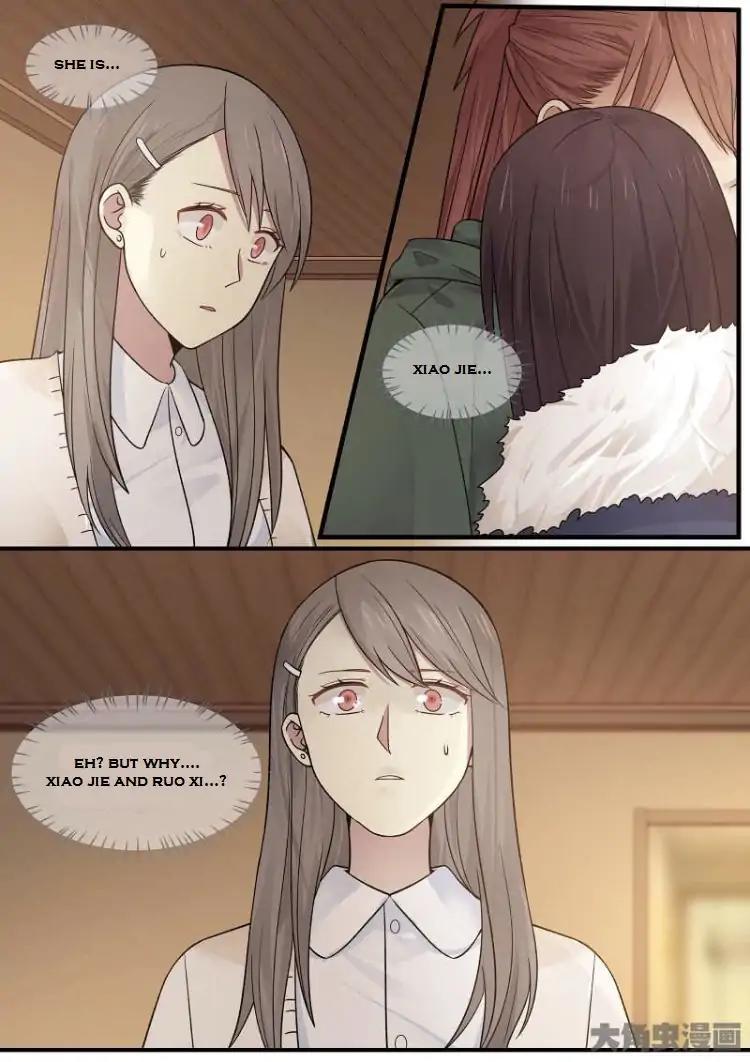 SHE IS...
XIAO JIE...
EH? BUT WHY....
XIAO JIE AND RUO XI...?
大角虫漫画